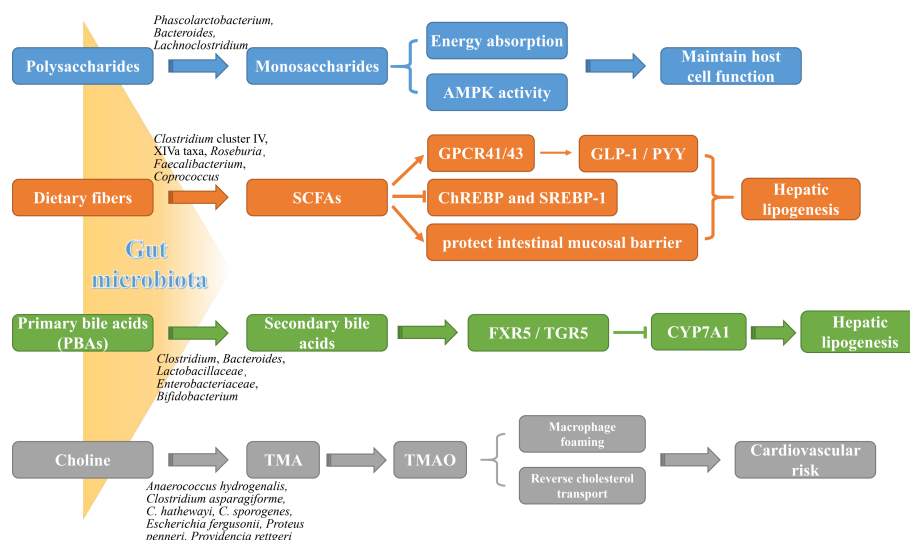 Phascolarctobacterium,
Bacteroides,
Lachnoclostridium
Polysaccharides
Monosaccharides
Energy absorption
AMPK activity
Maintain host
cell function
Clostridium cluster IV,
XIVa taxa, Roseburia、
Faecalibacterium,
Coprococcus
Dietary fibers
SCFAs
GPCR41/43
GLP-1 / PYY
ChREBP and SREBP-1
protect intestinal mucosal barrier
Hepatic
lipogenesis
Gut
microbiota
Primary bile acids
(PBAs)
Clostridium, Bacteroides,
Lactobacillaceae、
Enterobacteriaceae,
Bifidobacterium
Secondary bile
acids
FXR5 / TGR5
CYP7A1
Hepatic
lipogenesis
Choline
Anaerococcus hydrogenalis,
Clostridium asparagiforme,
C. hathewayi, C. sporogenes,
Escherichia fergusonii, Proteus
penneri, Providencia rettgeri
TMA
TMAO
Macrophage
foaming
Reverse cholesterol
transport
Cardiovascular
risk